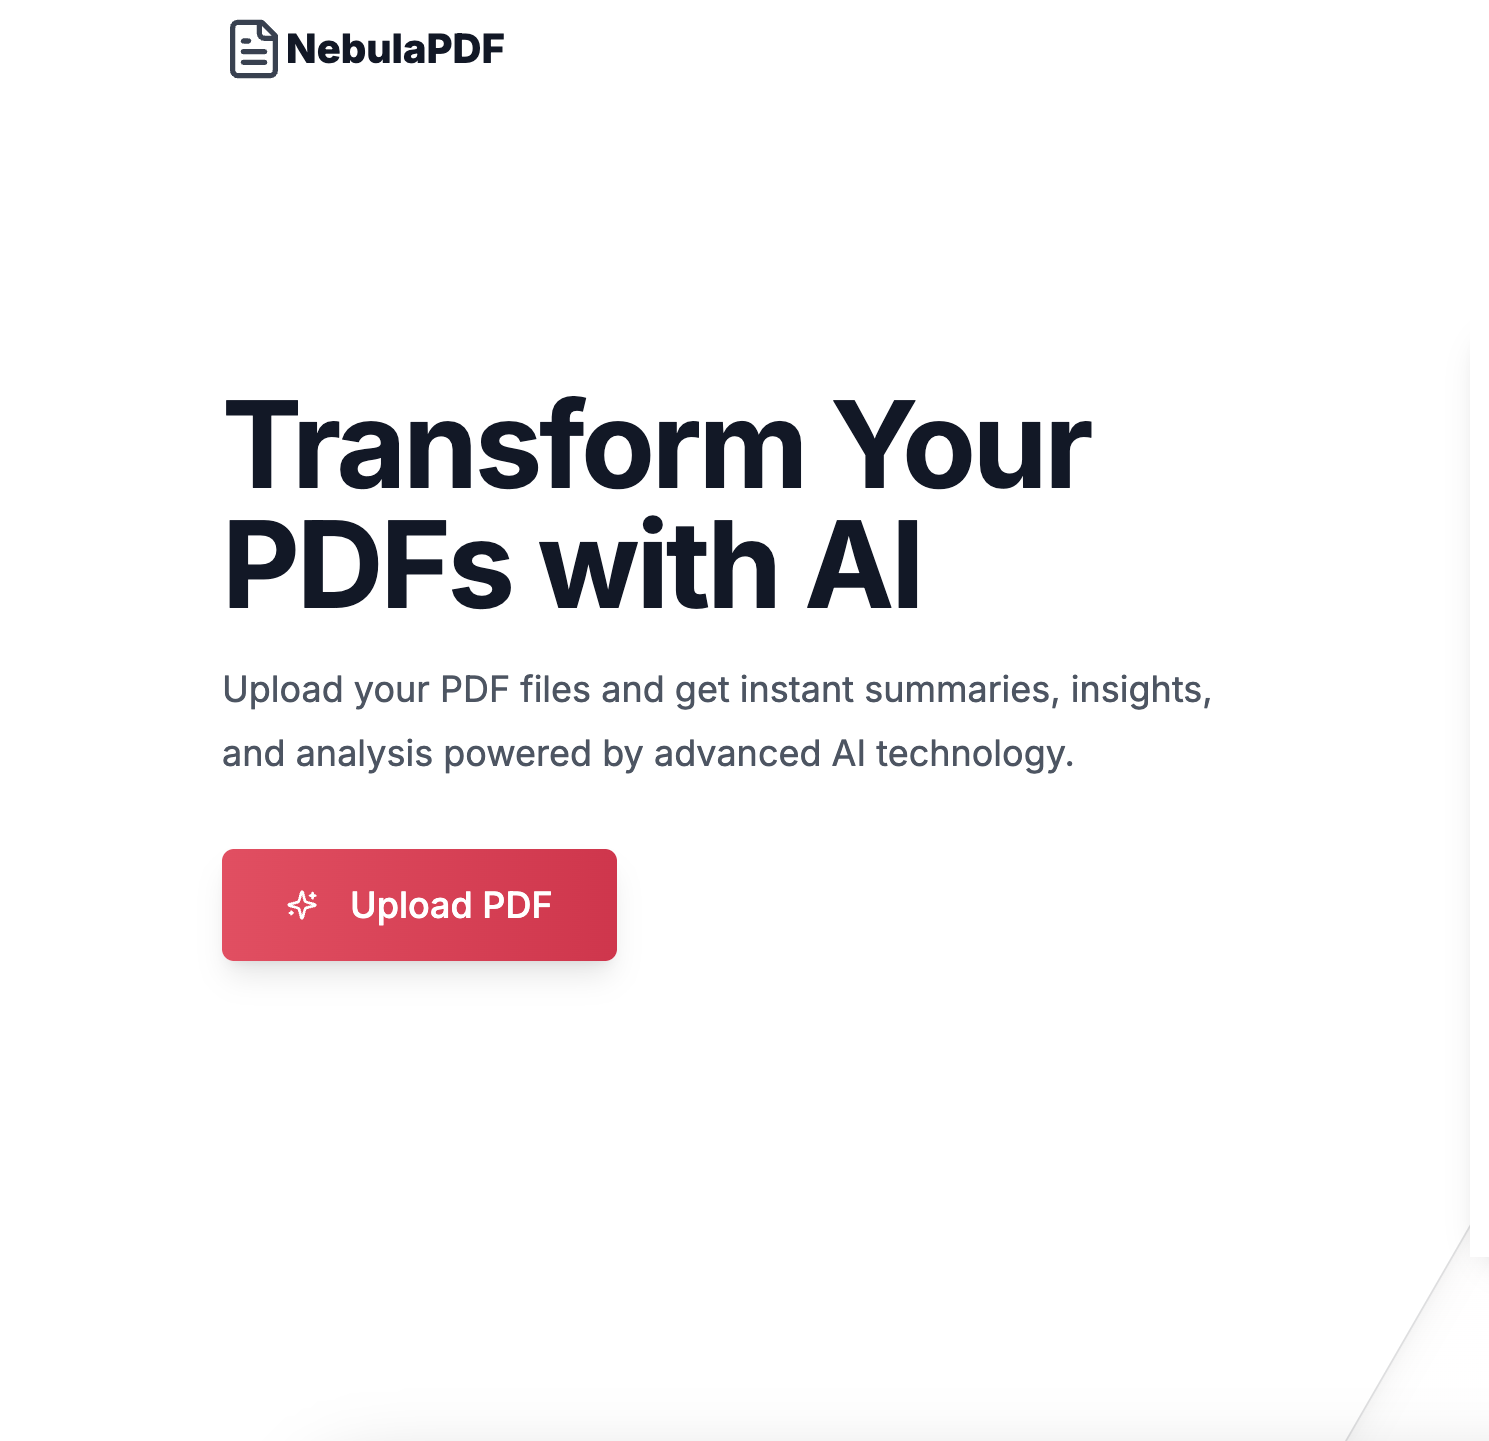 NebulaPDF
Transform Your
PDFs with AI
Upload your PDF files and get instant summaries, insights,
and analysis powered by advanced AI technology.
Upload PDF